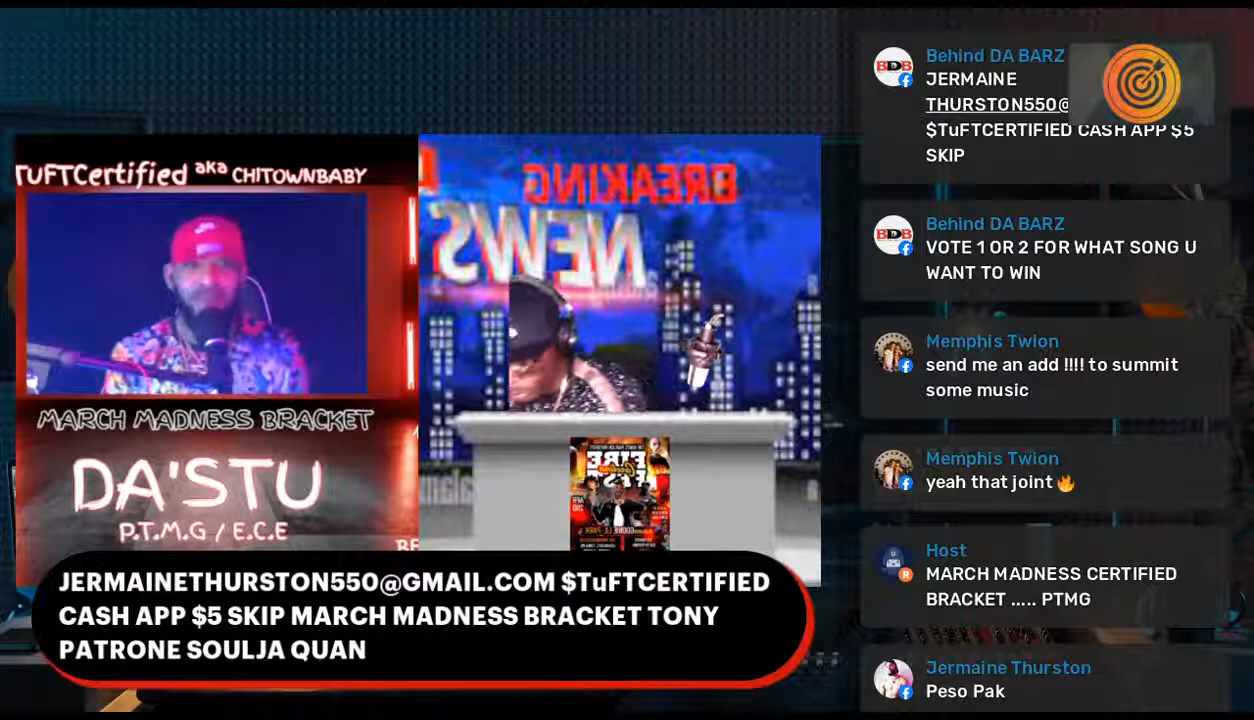 TUFTCertified aka CHITOWNBABY
MARCH MADNESS BRACKET
DA'STU
P.T.M.G / E.C.E
BREAKING
NEWS
FIRE
JERMAINETHURSTON550@GMAIL.COM $TuFTCERTIFIED
CASH APP $5 SKIP MARCH MADNESS BRACKET TONY
PATRONE SOULJA QUAN
BDB
Behind DA BARZ
JERMAINE
THURSTON550@
$TuFTCERTIFIED CASH APP $5
SKIP
BDB
Behind DA BARZ
VOTE 1 OR 2 FOR WHAT SONG U
WANT TO WIN
Memphis Twion
send me an add !!!! to summit
some music
Memphis Twion
yeah that joint 🔥
Host
MARCH MADNESS CERTIFIED
BRACKET ..... PTMG
Jermaine Thurston
Peso Pak